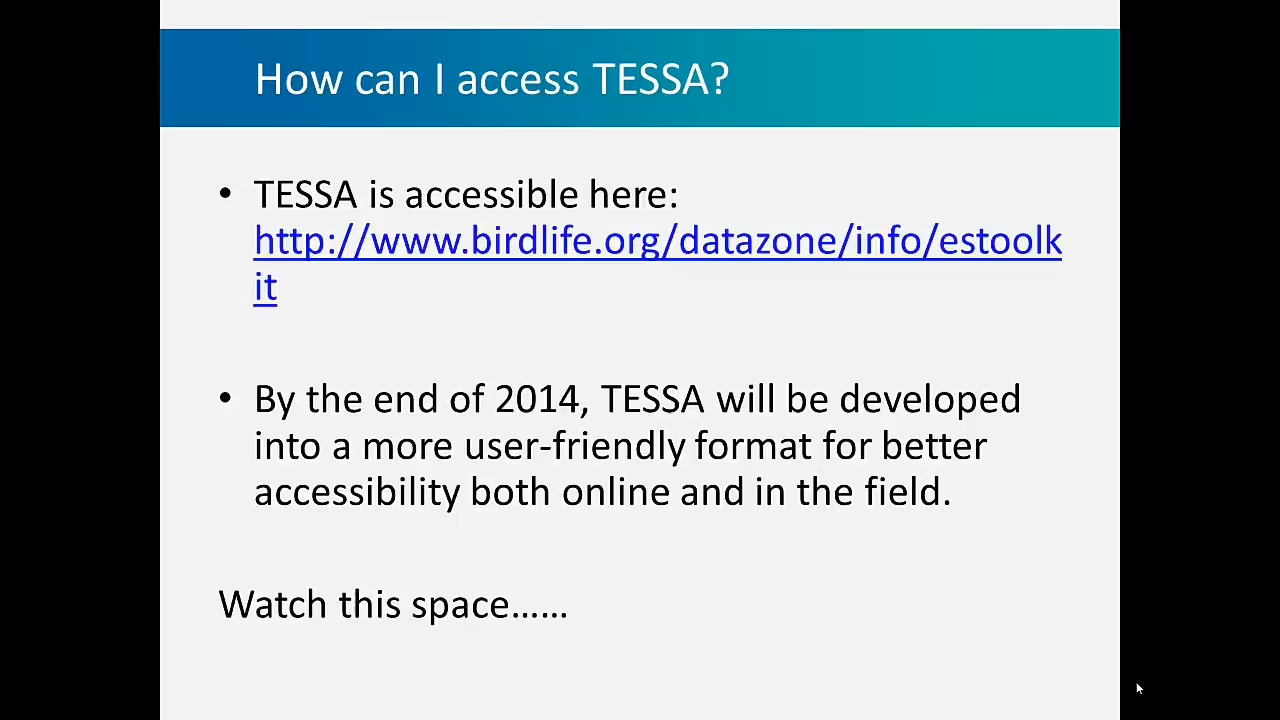 How can I access TESSA?
• TESSA is accessible here:
http://www.birdlife.org/datazone/info/estoolk
it
• By the end of 2014, TESSA will be developed
into a more user-friendly format for better
accessibility both online and in the field.
Watch this space……